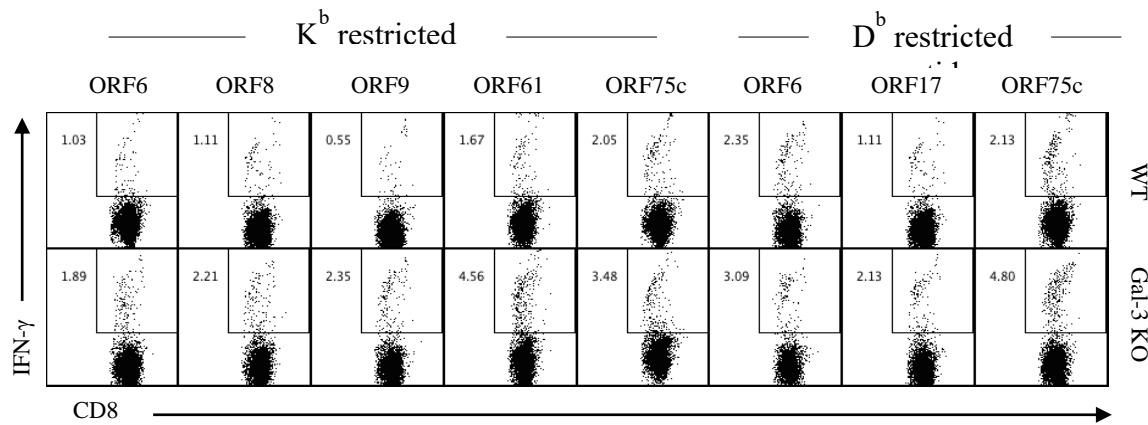 K^b restricted D^b restricted
ORF6 ORF8 ORF9 ORF61 ORF75c ORF6 ORF17 ORF75c
1.03 1.11 0.55 1.67 2.05 2.35 1.11 2.13
WT
1.89 2.21 2.35 4.56 3.48 3.09 2.13 4.80
Gal-3 KO
IFN-γ
CD8